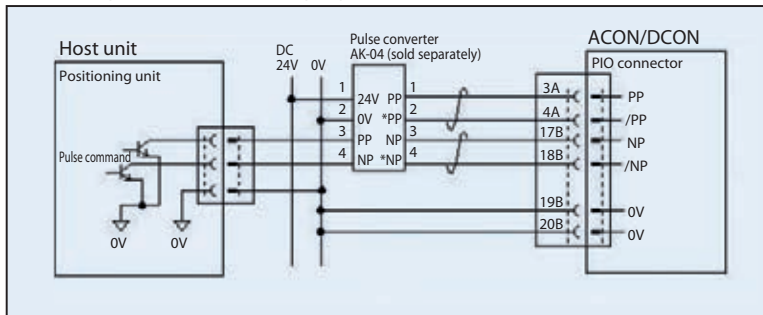 Host unit
Positioning unit
Pulse command
0V
0V
DC
24V 0V
Pulse converter
AK-04 (sold separately)
1 24V PP 1
2 0V *PP 2
3 PP NP 3
4 NP *NP 4
ACON/DCON
PIO connector
3A PP
4A /PP
17B NP
18B /NP
19B 0V
20B 0V